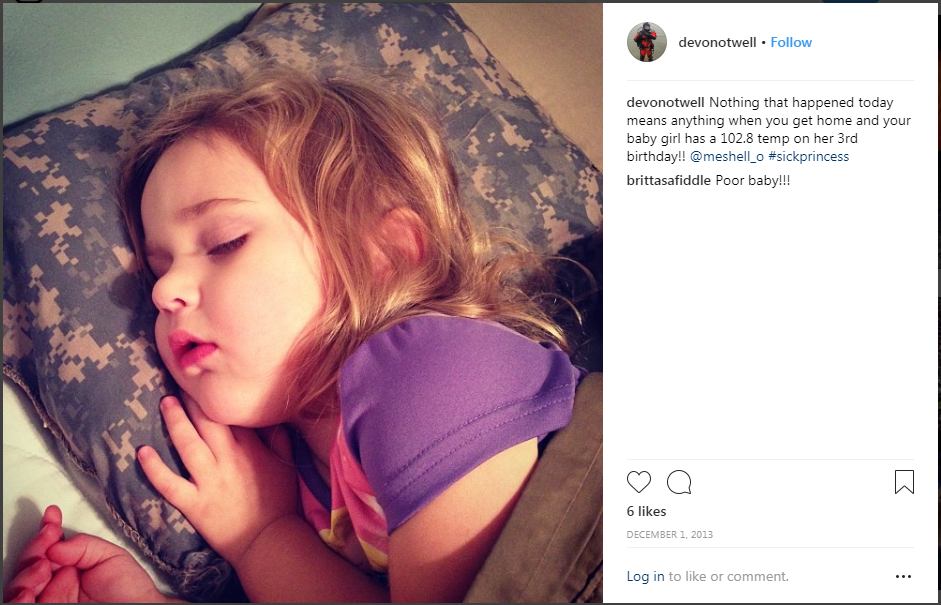 devonotwell • Follow
devonotwell Nothing that happened today
means anything when you get home and your
baby girl has a 102.8 temp on her 3rd
birthday!! @meshell_o #sickprincess
brittasafiddle Poor baby!!!
6 likes
DECEMBER 1, 2013
Log in to like or comment.